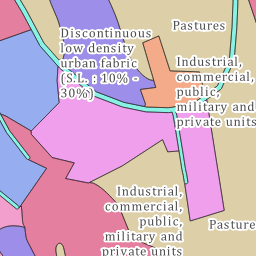 Discontinuous
low density
urban fabric
(S.L. : 10% -
30%)
Pastures
Industrial,
commercial,
public,
military and
private units
Industrial,
commercial,
public,
military and
private units
Pasture